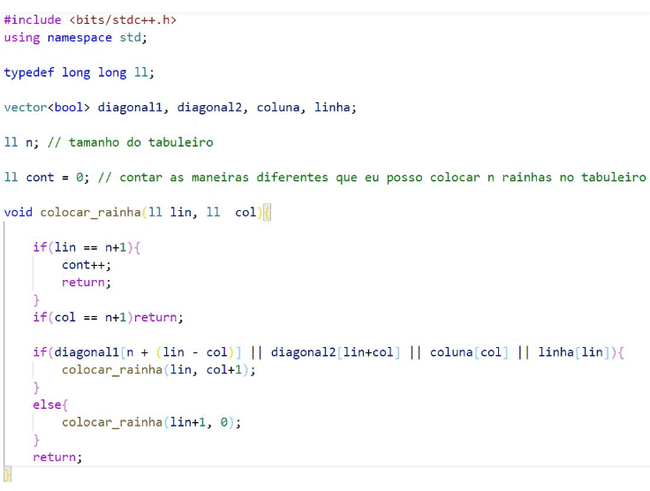 #include <bits/stdc++.h>
using namespace std;
typedef long long ll;
vector<bool> diagonal1, diagonal2, coluna, linha;
ll n; // tamanho do tabuleiro
ll cont = 0; // contar as maneiras diferentes que eu posso colocar n rainhas no tabuleiro
void colocar_rainha(ll lin, ll  col){
    if(lin == n+1){
        cont++;
        return;
    }
    if(col == n+1)return;
    if(diagonal1[n + (lin - col)] || diagonal2[lin+col] || coluna[col] || linha[lin]){
        colocar_rainha(lin, col+1);
    }
    else{
        colocar_rainha(lin+1, 0);
    }
    return;
}